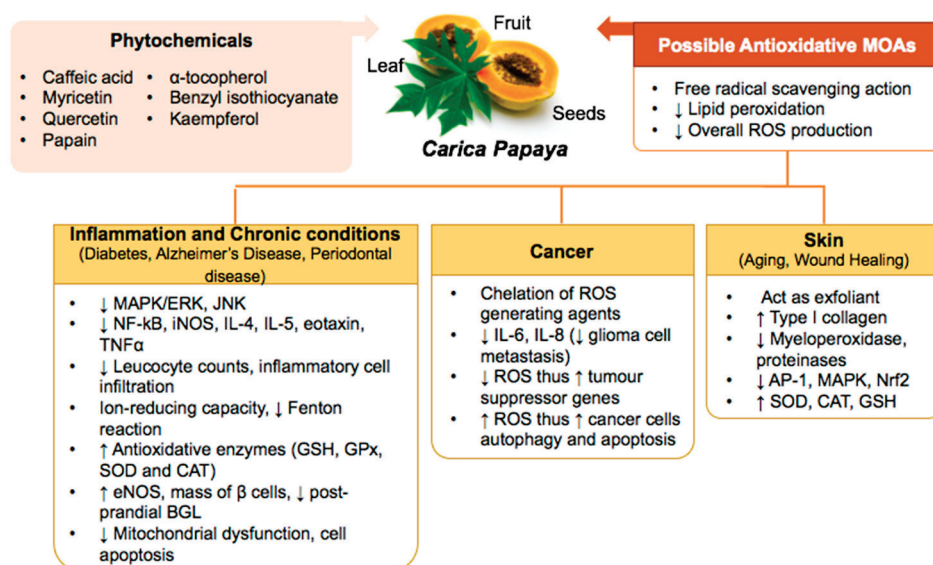 Phytochemicals
• Caffeic acid
• Myricetin
• Quercetin
• Papain
• α-tocopherol
• Benzyl isothiocyanate
• Kaempferol
Fruit
Leaf
Seeds
Carica Papaya
Possible Antioxidative MOAs
• Free radical scavenging action
• ↓ Lipid peroxidation
• ↓ Overall ROS production
Inflammation and Chronic conditions
(Diabetes, Alzheimer's Disease, Periodontal
disease)
• ↓ MAPK/ERK, JNK
• ↓ NF-kB, iNOS, IL-4, IL-5, eotaxin,
TNFα
• ↓ Leucocyte counts, inflammatory cell
infiltration
• Ion-reducing capacity, ↓ Fenton
reaction
• ↑ Antioxidative enzymes (GSH, GPx,
SOD and CAT)
• ↑ eNOS, mass of β cells, ↓ post-
prandial BGL
• ↓ Mitochondrial dysfunction, cell
apoptosis
Cancer
• Chelation of ROS
generating agents
• ↓ IL-6, IL-8 (↓ glioma cell
metastasis)
• ↓ ROS thus ↑ tumour
suppressor genes
• ↑ ROS thus ↑ cancer cells
autophagy and apoptosis
Skin
(Aging, Wound Healing)
• Act as exfoliant
• ↑ Type I collagen
• ↓ Myeloperoxidase,
proteinases
• ↓ AP-1, MAPK, Nrf2
• ↑ SOD, CAT, GSH